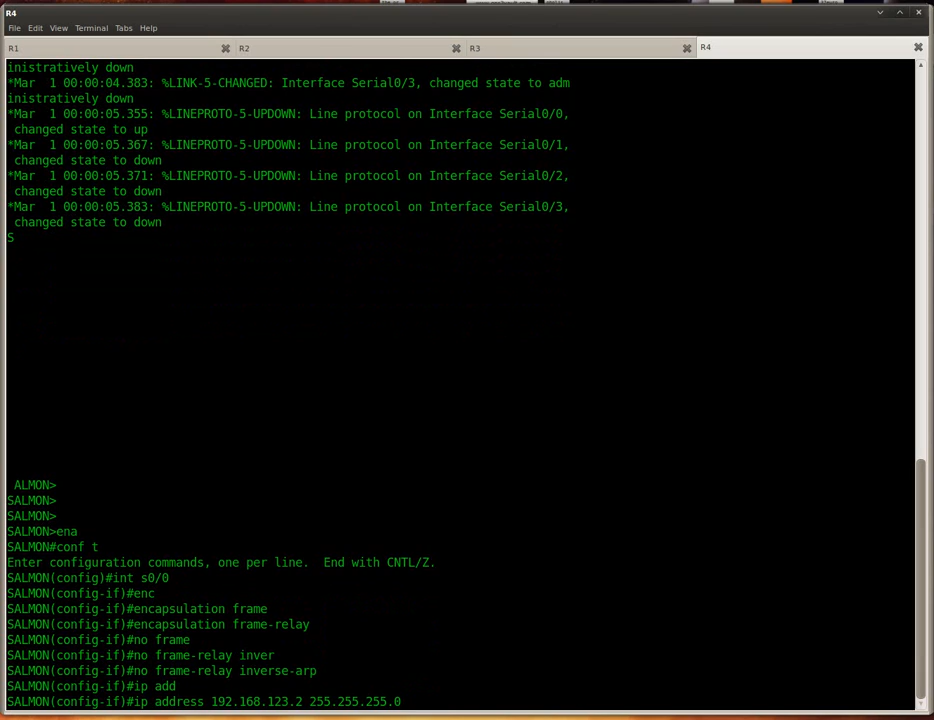 R4
File Edit View Terminal Tabs Help
R1 R2 R3 R4
inistratively down
*Mar  1 00:00:04.383: %LINK-5-CHANGED: Interface Serial0/3, changed state to adm
inistratively down
*Mar  1 00:00:05.355: %LINEPROTO-5-UPDOWN: Line protocol on Interface Serial0/0,
 changed state to up
*Mar  1 00:00:05.367: %LINEPROTO-5-UPDOWN: Line protocol on Interface Serial0/1,
 changed state to down
*Mar  1 00:00:05.371: %LINEPROTO-5-UPDOWN: Line protocol on Interface Serial0/2,
 changed state to down
*Mar  1 00:00:05.383: %LINEPROTO-5-UPDOWN: Line protocol on Interface Serial0/3,
 changed state to down
S
 ALMON>
SALMON>
SALMON>
SALMON>ena
SALMON#conf t
Enter configuration commands, one per line.  End with CNTL/Z.
SALMON(config)#int s0/0
SALMON(config-if)#enc
SALMON(config-if)#encapsulation frame
SALMON(config-if)#encapsulation frame-relay
SALMON(config-if)#no frame
SALMON(config-if)#no frame-relay inver
SALMON(config-if)#no frame-relay inverse-arp
SALMON(config-if)#ip add
SALMON(config-if)#ip address 192.168.123.2 255.255.255.0